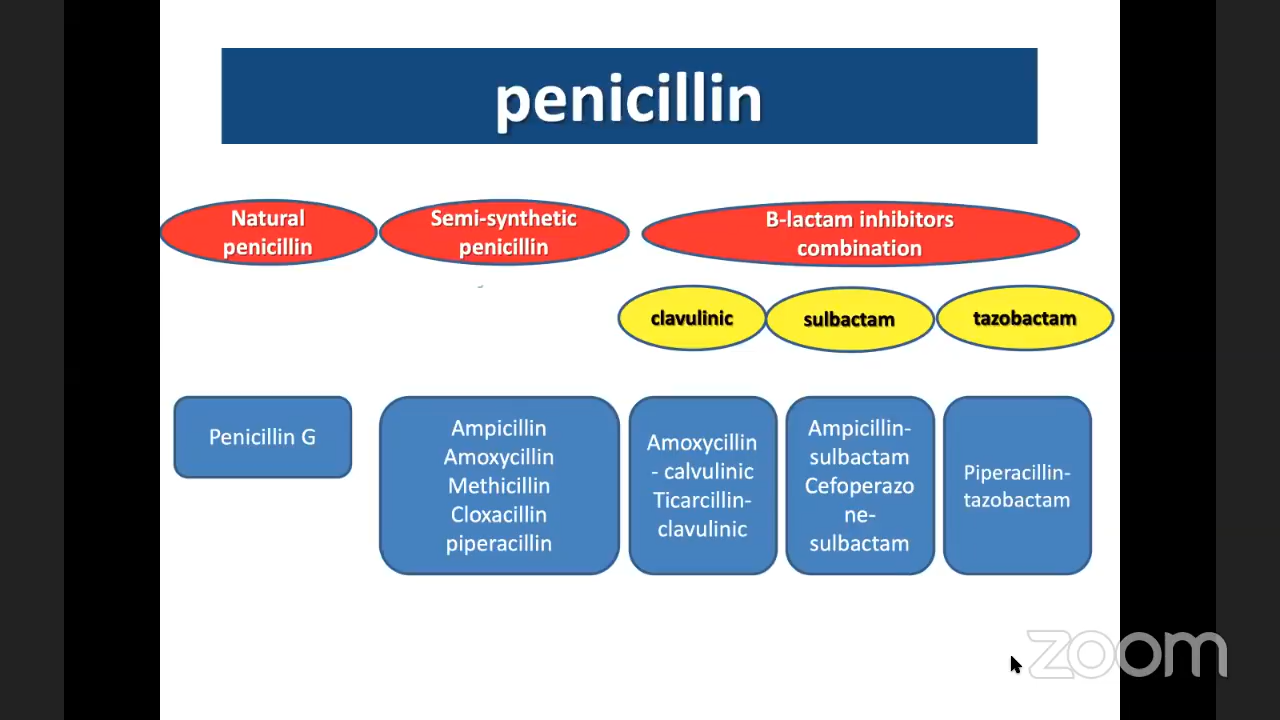 penicillin
Natural
penicillin
Semi-synthetic
penicillin
B-lactam inhibitors
combination
clavulinic
sulbactam
tazobactam
Penicillin G
Ampicillin
Amoxycillin
Methicillin
Cloxacillin
piperacillin
Amoxycillin
- calvulinic
Ticarcillin-
clavulinic
Ampicillin-
sulbactam
Cefoperazo
ne-
sulbactam
Piperacillin-
tazobactam
zoom